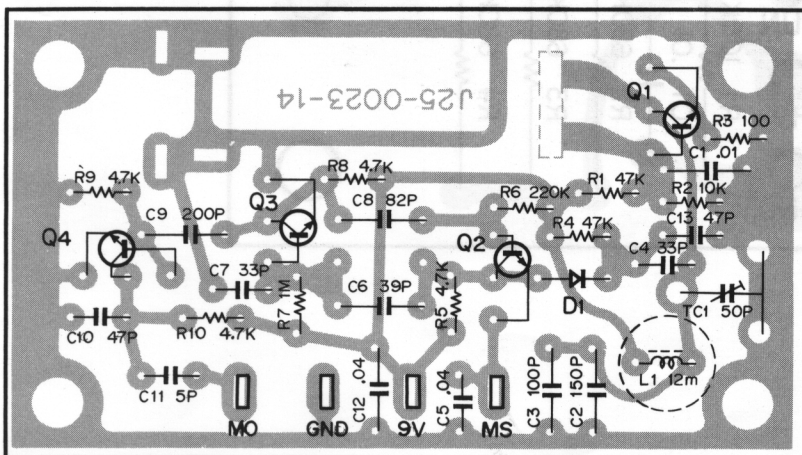 J25-0023-14
Q1
R3 100
C1 .01
R9 4.7K
R8 4.7K
R1 47K
R6 220K
R2 10K
Q3
C9 200P
C8 82P
R4 47K
C13 47P
Q4
Q2
C7 33P
C6 39P
R5 4.7K
C4 33P
R7 1M
D1
TC1 50P
C10 47P
R10 4.7K
L1 12m
C11 5P
C12 .04
C5 .04
C3 100P
C2 150P
MO
GND
9V
MS